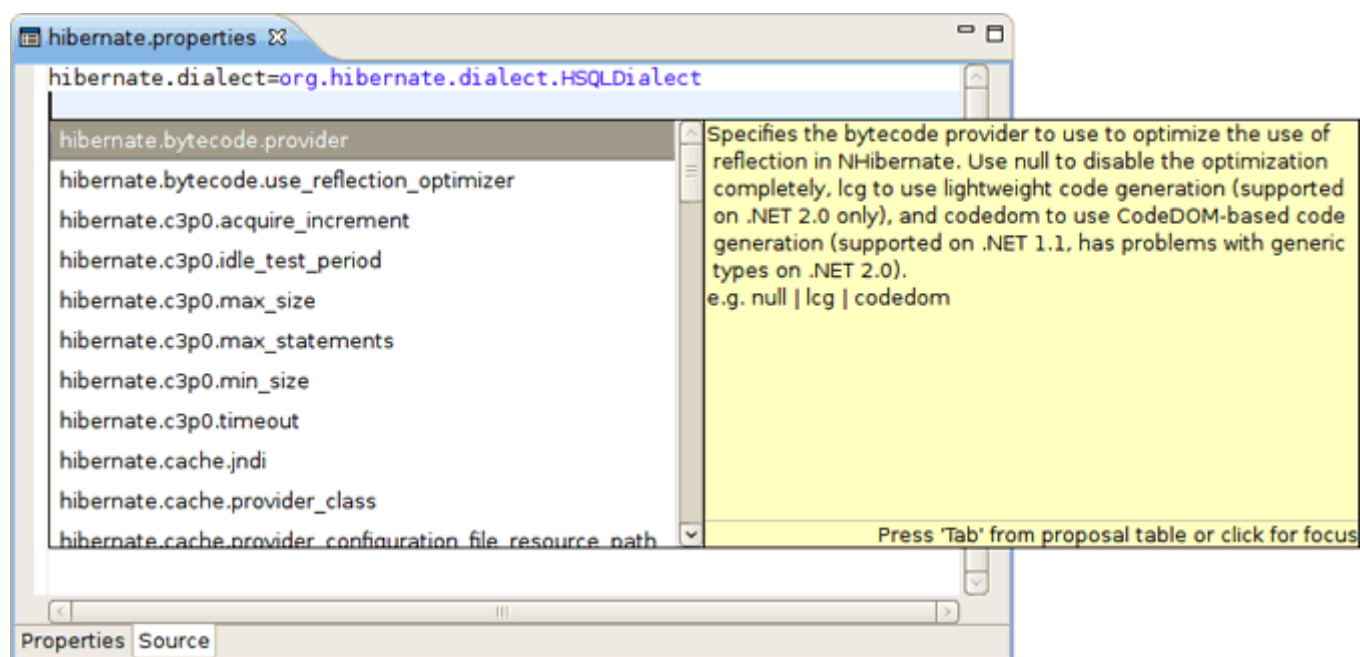 hibernate.properties
hibernate.dialect=org.hibernate.dialect.HSQLDialect
hibernate.bytecode.provider
hibernate.bytecode.use_reflection_optimizer
hibernate.c3p0.acquire_increment
hibernate.c3p0.idle_test_period
hibernate.c3p0.max_size
hibernate.c3p0.max_statements
hibernate.c3p0.min_size
hibernate.c3p0.timeout
hibernate.cache.jndi
hibernate.cache.provider_class
hibernate.cache.provider_configuration_file_resource_path
Specifies the bytecode provider to use to optimize the use of
reflection in NHibernate. Use null to disable the optimization
completely, lcg to use lightweight code generation (supported
on .NET 2.0 only), and codedom to use CodeDOM-based code
generation (supported on .NET 1.1, has problems with generic
types on .NET 2.0).
e.g. null | lcg | codedom
Press 'Tab' from proposal table or click for focus
Properties Source